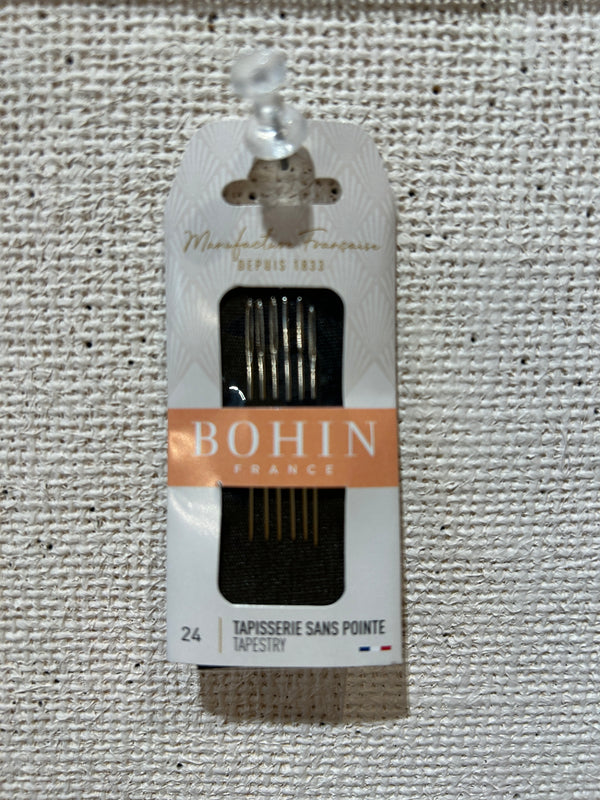 Manufacture Française
DEPUIS 1833
BOHIN
FRANCE
24
TAPISSERIE SANS POINTE
TAPESTRY